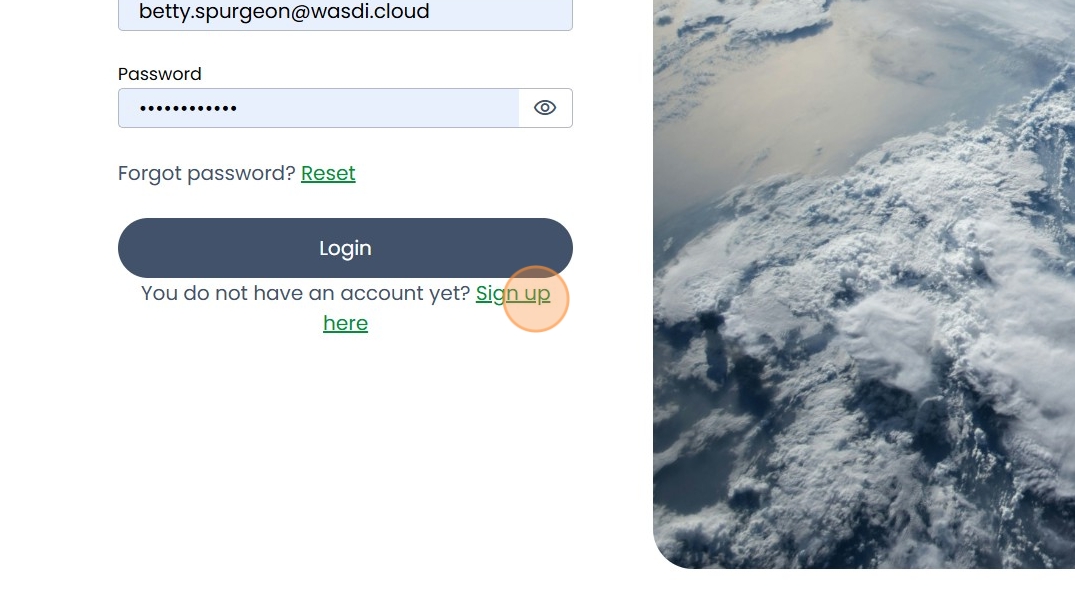 betty.spurgeon@wasdi.cloud
Password
••••••••••••
Forgot password? Reset
Login
You do not have an account yet? Sign up
here